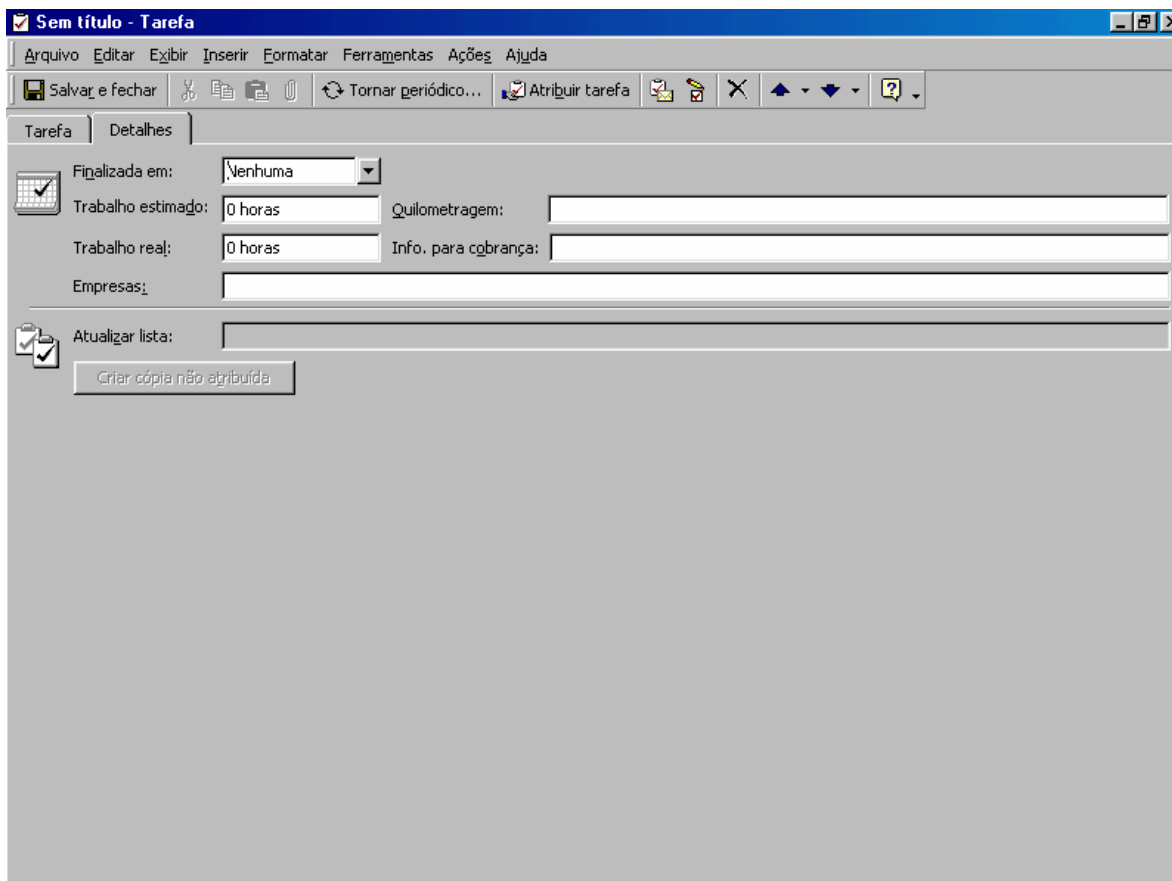 Sem título - Tarefa
Arquivo Editar Exibir Inserir Formatar Ferramentas Ações Ajuda
Salvar e fechar Tornar periódico... Atribuir tarefa
Tarefa Detalhes
Finalizada em: Nenhuma
Trabalho estimado: 0 horas Quilometragem:
Trabalho real: 0 horas Info. para cobrança:
Empresas:
Atualizar lista:
Criar cópia não atribuída